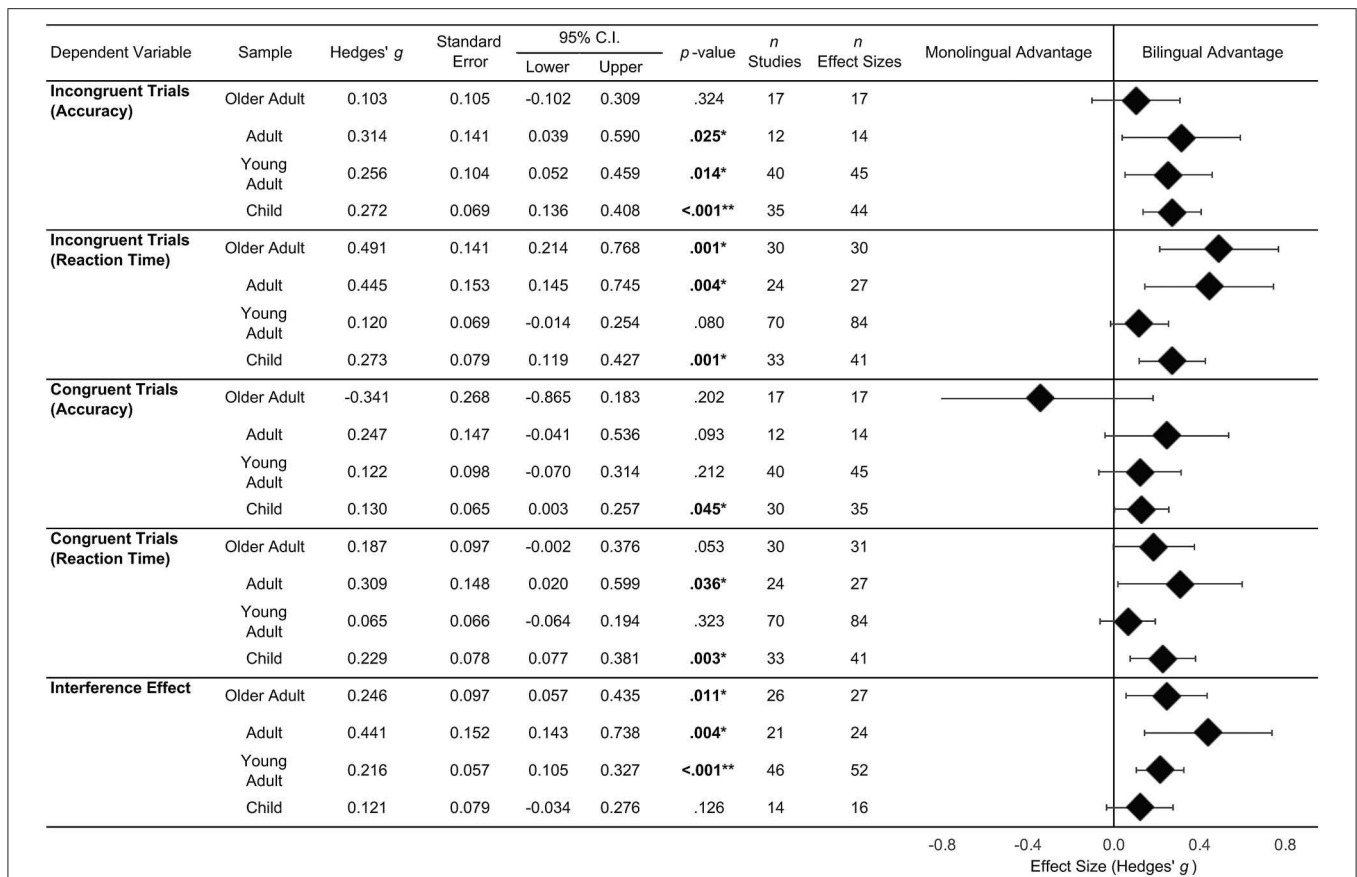 Dependent Variable Sample Hedges' g Standard Error 95% C.I. Lower Upper p-value n Studies n Effect Sizes Monolingual Advantage Bilingual Advantage
Incongruent Trials (Accuracy) Older Adult 0.103 0.105 -0.102 0.309 .324 17 17
Adult 0.314 0.141 0.039 0.590 .025* 12 14
Young Adult 0.256 0.104 0.052 0.459 .014* 40 45
Child 0.272 0.069 0.136 0.408 <.001** 35 44
Incongruent Trials (Reaction Time) Older Adult 0.491 0.141 0.214 0.768 .001* 30 30
Adult 0.445 0.153 0.145 0.745 .004* 24 27
Young Adult 0.120 0.069 -0.014 0.254 .080 70 84
Child 0.273 0.079 0.119 0.427 .001* 33 41
Congruent Trials (Accuracy) Older Adult -0.341 0.268 -0.865 0.183 .202 17 17
Adult 0.247 0.147 -0.041 0.536 .093 12 14
Young Adult 0.122 0.098 -0.070 0.314 .212 40 45
Child 0.130 0.065 0.003 0.257 .045* 30 35
Congruent Trials (Reaction Time) Older Adult 0.187 0.097 -0.002 0.376 .053 30 31
Adult 0.309 0.148 0.020 0.599 .036* 24 27
Young Adult 0.065 0.066 -0.064 0.194 .323 70 84
Child 0.229 0.078 0.077 0.381 .003* 33 41
Interference Effect Older Adult 0.246 0.097 0.057 0.435 .011* 26 27
Adult 0.441 0.152 0.143 0.738 .004* 21 24
Young Adult 0.216 0.057 0.105 0.327 <.001** 46 52
Child 0.121 0.079 -0.034 0.276 .126 14 16
-0.8 -0.4 0.0 0.4 0.8
Effect Size (Hedges' g )